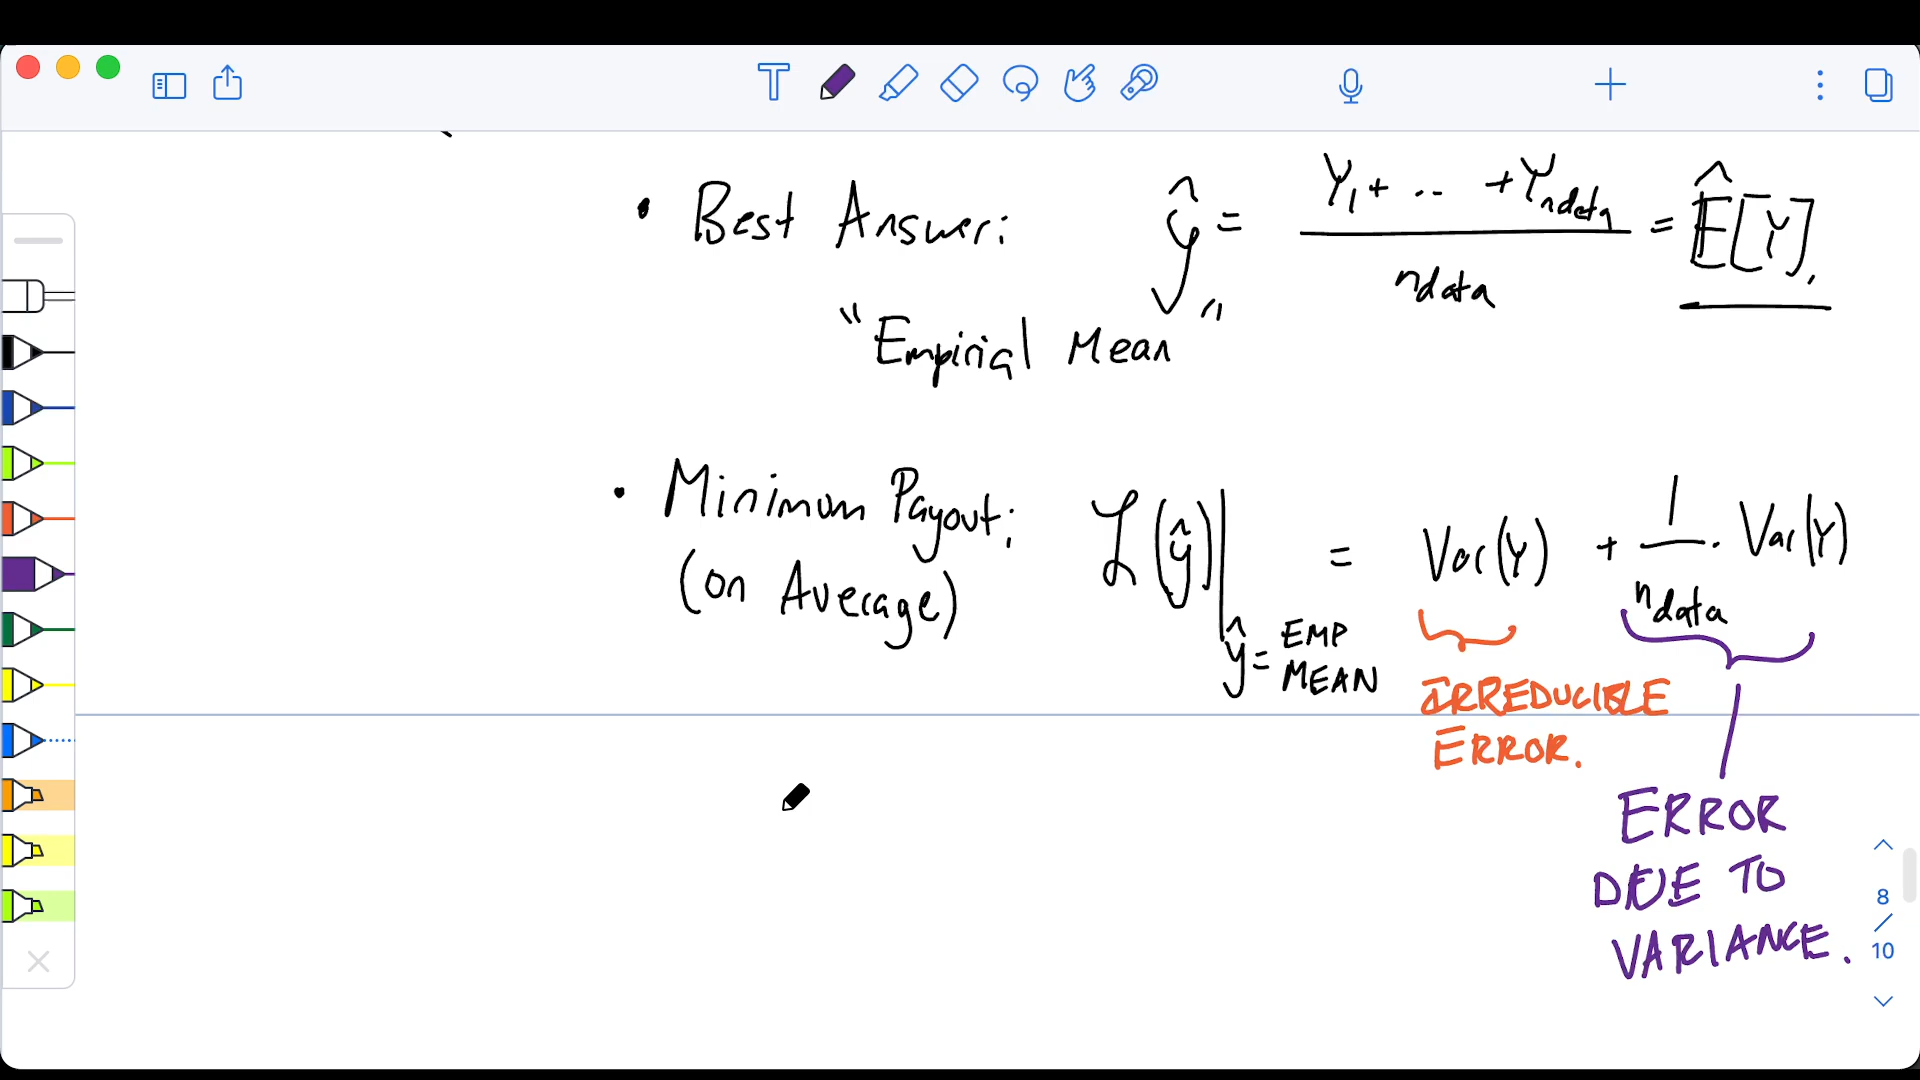 • Best Answer: ŷ = Y₁ + .. + Y_ndata / ndata = Ê[Y].
"Empirial Mean"
• Minimum Payout: ℒ(ŷ)| ŷ = EMP MEAN = Var(Y) + 1/ndata · Var(Y)
(on Average)
IRREDUCIBLE
ERROR.
ERROR
DUE TO
VARIANCE.
8
/
10